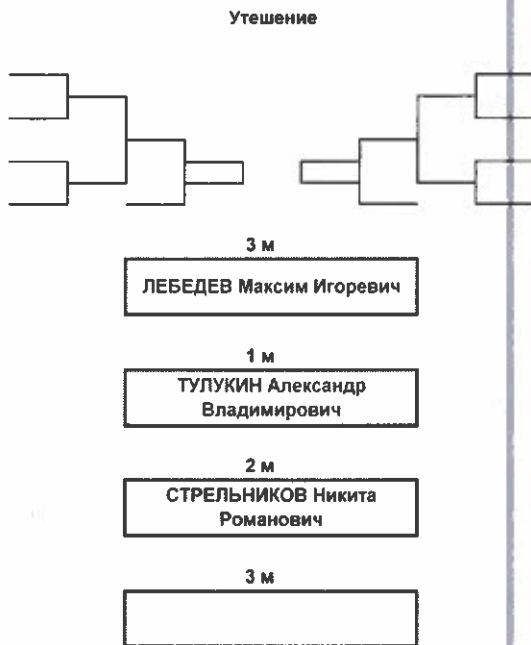 Утешение
3 м
ЛЕБЕДЕВ Максим Игоревич
1 м
ТУЛУКИН Александр
Владимирович
2 м
СТРЕЛЬНИКОВ Никита
Романович
3 м